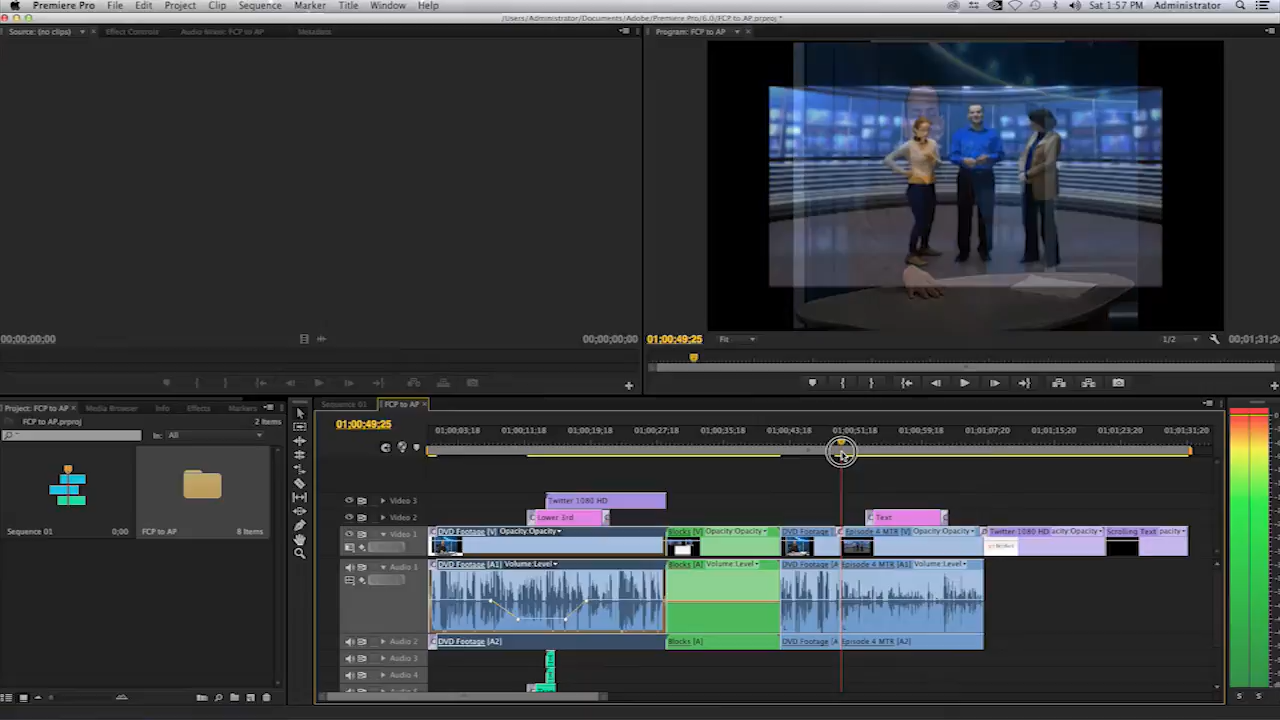 Premiere Pro File Edit Project Clip Sequence Marker Title Window Help Sat 1:57 PM Administrator
/Users/Administrator/Documents/Adobe/Premiere Pro/6.0/FCP to AP.prproj *
Source: (no clips) Effect Controls Audio Mixer: FCP to AP Metadata Program: FCP to AP
00;00;00;00 00;00;00;00 01;00;49;25 Fit 1/2 00;01;31;2
Project: FCP to AP Media Browser Info Effects Markers Sequence 01 FCP to AP
FCP to AP.prproj 2 Items
01;00;49;25
In: All
01;00;03;18 01;00;11;18 01;00;19;18 01;00;27;18 01;00;35;18 01;00;43;18 01;00;51;18 01;00;59;18 01;01;07;20 01;01;15;20 01;01;23;20 01;01;31;20
Video 3 Twitter 1080 HD
Video 2 Lower 3rd Text
Video 1 DVD Footage [V] Opacity:Opacity Blocks [V] Opacity:Opacity DVD Footage Episode 4 MTR [V] Opacity:Opacity Twitter 1080 HD acity:Opacity Scrolling Text pacity
Sequence 01 0;00 FCP to AP 8 Items
Audio 1 DVD Footage [A1] Volume:Level Blocks [A] Volume:Level DVD Footage [A Episode 4 MTR [A1] Volume:Level
L L
Audio 2 DVD Footage [A2] Blocks [A] DVD Footage [A Episode 4 MTR [A2]
Audio 3
Audio 4
S S